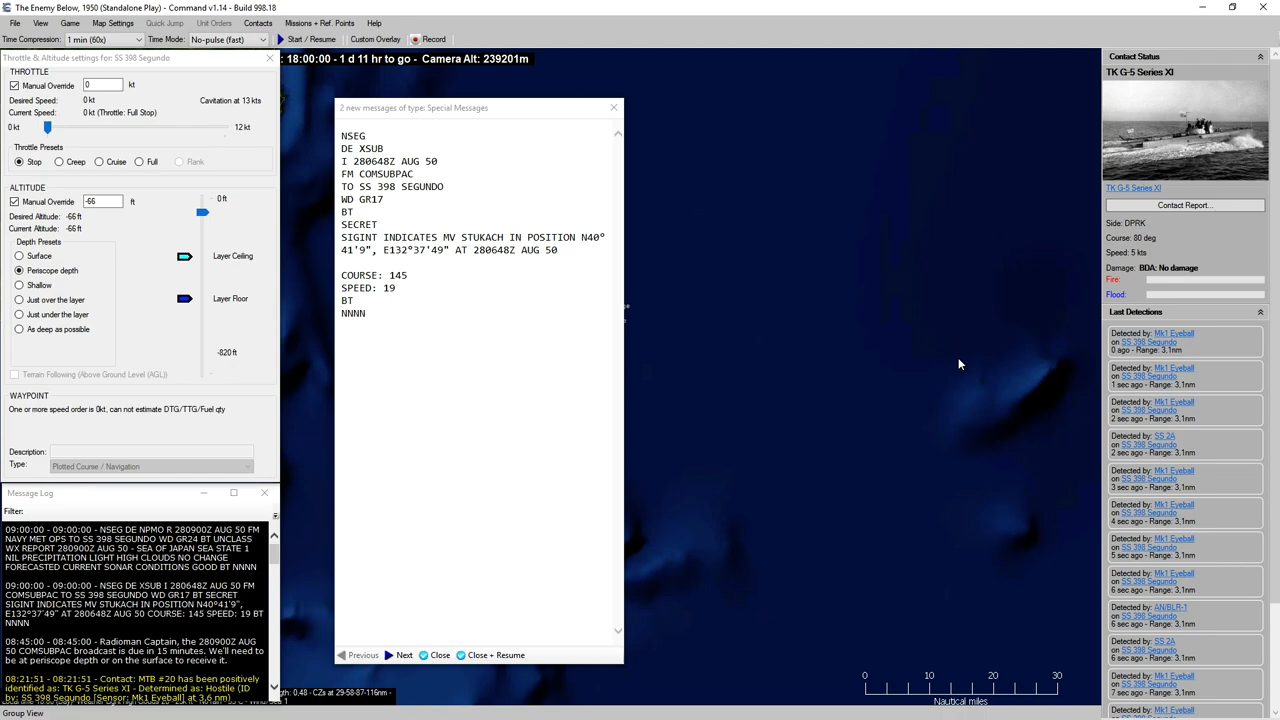 The Enemy Below, 1950 (Standalone Play) - Command v1.14 - Build 998.18
File View Game Map Settings Quick Jump Unit Orders Contacts Missions + Ref. Points Help
Time Compression: 1 min (60x) Time Mode: No-pulse (fast) Start / Resume Custom Overlay Record
Throttle & Altitude settings for: SS 398 Segundo
THROTTLE
Manual Override 0 kt
Desired Speed: 0 kt Cavitation at 13 kts
Current Speed: 0 kt (Throttle: Full Stop)
0 kt 12 kt
Throttle Presets
Stop Creep Cruise Full Flank
ALTITUDE
Manual Override -66 ft 0 ft
Desired Altitude: -66 ft
Current Altitude: -66 ft
Depth Presets
Surface Layer Ceiling
Periscope depth
Shallow
Just over the layer Layer Floor
Just under the layer
As deep as possible
-820 ft
Terrain Following (Above Ground Level (AGL))
WAYPOINT
One or more speed order is 0kt, can not estimate DTG/TTG/Fuel qty
Description:
Type: Plotted Course / Navigation
Message Log
Filter:
09:00:00 - 09:00:00 - NSEG DE NPMO R 280900Z AUG 50 FM
NAVY MET OPS TO SS 398 SEGUNDO WD GR24 BT UNCLASS
WX REPORT 280900Z AUG 50 - SEA OF JAPAN SEA STATE 1
NIL PRECIPITATION LIGHT HIGH CLOUDS NO CHANGE
FORECASTED CURRENT SONAR CONDITIONS GOOD BT NNNN
09:00:00 - 09:00:00 - NSEG DE XSUB I 280648Z AUG 50 FM
COMSUBPAC TO SS 398 SEGUNDO WD GR17 BT SECRET
SIGINT INDICATES MV STUKACH IN POSITION N40°41'9",
E132°37'49" AT 280648Z AUG 50 COURSE: 145 SPEED: 19 BT
NNNN
08:45:00 - 08:45:00 - Radioman Captain, the 280900Z AUG
50 COMSUBPAC broadcast is due in 15 minutes. We'll need to
be at periscope depth or on the surface to receive it.
08:21:51 - 08:21:51 - Contact: MTB #20 has been positively
identified as: TK G-5 Series XI - Determined as: Hostile (ID
by: SS 398 Segundo [Sensor: Mk1 Eyeball] at 3,6 nm)
Group View
: 18:00:00 - 1 d 11 hr to go - Camera Alt: 239201m
2 new messages of type: Special Messages
NSEG
DE XSUB
I 280648Z AUG 50
FM COMSUBPAC
TO SS 398 SEGUNDO
WD GR17
BT
SECRET
SIGINT INDICATES MV STUKACH IN POSITION N40°
41'9", E132°37'49" AT 280648Z AUG 50
COURSE: 145
SPEED: 19
BT
NNNN
Previous Next Close Close + Resume
0 10 20 30
Nautical miles
Contact Status
TK G-5 Series XI
TK G-5 Series XI
Contact Report...
Side: DPRK
Course: 80 deg
Speed: 5 kts
Damage: BDA: No damage
Fire:
Flood:
Last Detections
Detected by: Mk1 Eyeball
on SS 398 Segundo
0 ago - Range: 3,1nm
Detected by: Mk1 Eyeball
on SS 398 Segundo
1 sec ago - Range: 3,1nm
Detected by: Mk1 Eyeball
on SS 398 Segundo
2 sec ago - Range: 3,1nm
Detected by: SS 2A
on SS 398 Segundo
2 sec ago - Range: 3,1nm
Detected by: Mk1 Eyeball
on SS 398 Segundo
3 sec ago - Range: 3,1nm
Detected by: Mk1 Eyeball
on SS 398 Segundo
4 sec ago - Range: 3,1nm
Detected by: Mk1 Eyeball
on SS 398 Segundo
5 sec ago - Range: 3,1nm
Detected by: Mk1 Eyeball
on SS 398 Segundo
6 sec ago - Range: 3,1nm
Detected by: AN/BLR-1
on SS 398 Segundo
6 sec ago - Range: 3,1nm
Detected by: SS 2A
on SS 398 Segundo
6 sec ago - Range: 3,1nm
Detected by: Mk1 Eyeball
on SS 398 Segundo
7 sec ago - Range: 3,1nm
Detected by: Mk1 Eyeball